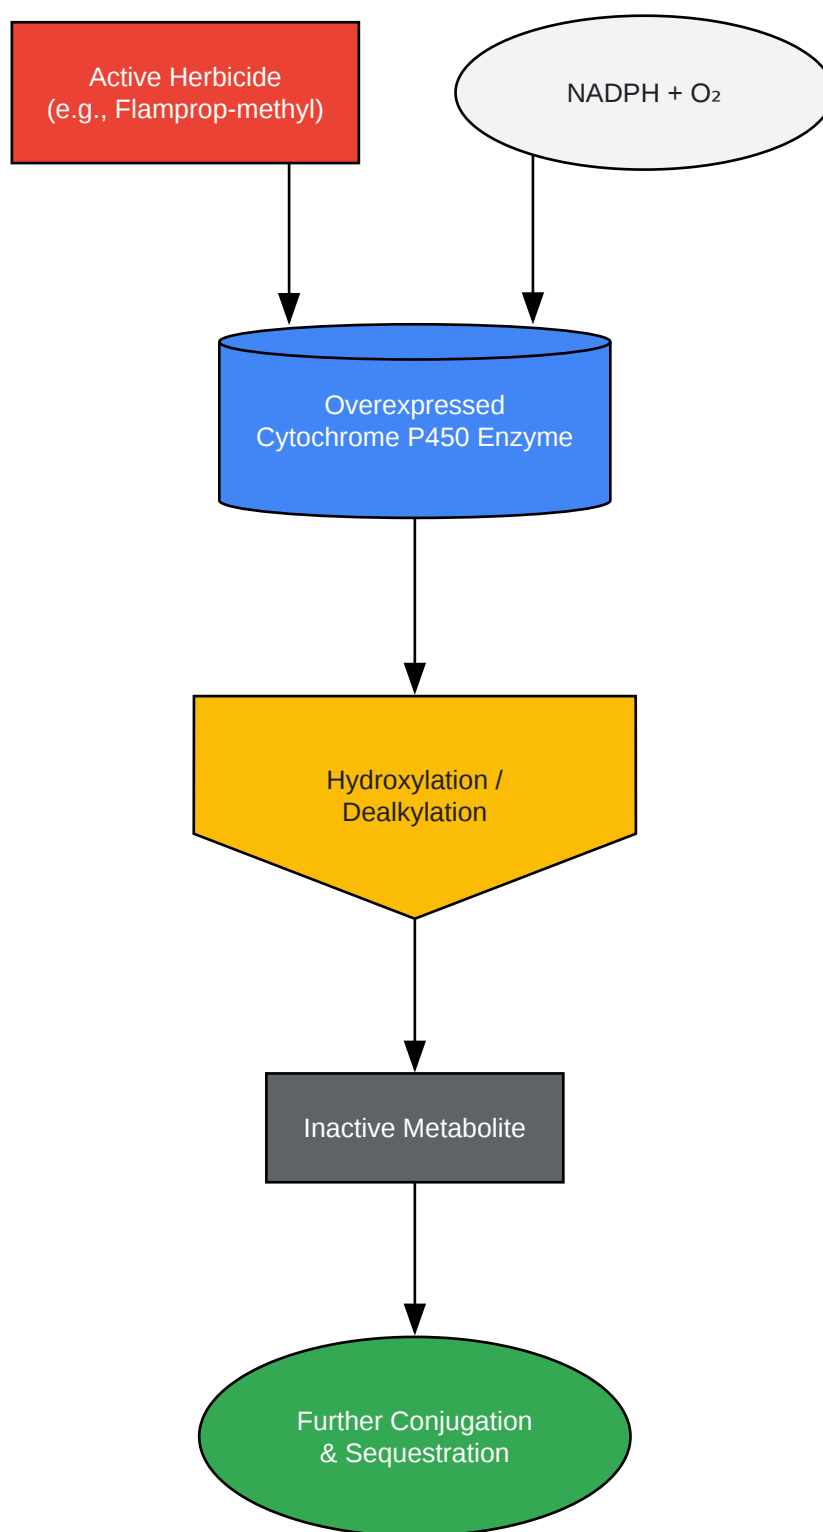 Active Herbicide
(e.g., Flamprop-methyl)
NADPH + O₂
Overexpressed
Cytochrome P450 Enzyme
Hydroxylation /
Dealkylation
Inactive Metabolite
Further Conjugation
& Sequestration